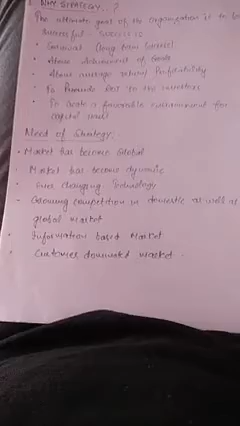 WHY STRATEGY..?
The ultimate goal of the organization is to be
successful - success is
- Survival (long term survival)
- Above Attainment of Goals
- Above average return/ Profitability
- To Provide to the investors
- To create a favourable environment for
capital
Need of Strategy:
- Market has become Global
- Market has become dynamic
- Ever changing Technology
- Growing competition in domestic as well as
global market
- Information based Market
- Customer dominated market.